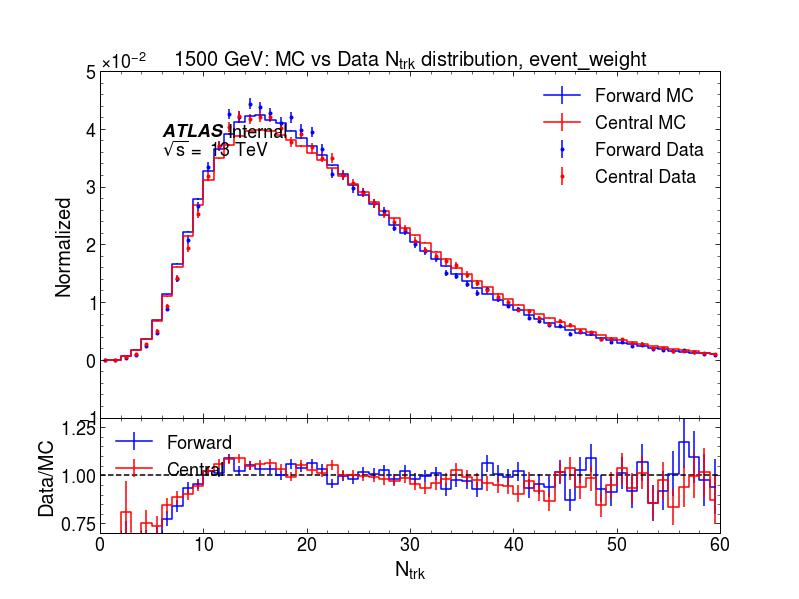 ×10⁻²
1500 GeV: MC vs Data N_trk distribution, event_weight
5
4
3
2
1
0
−1
Normalized
ATLAS Internal
√s = 13 TeV
Forward MC
Central MC
Forward Data
Central Data
1.25
1.00
0.75
Data/MC
Forward
Central
0 10 20 30 40 50 60
N_trk